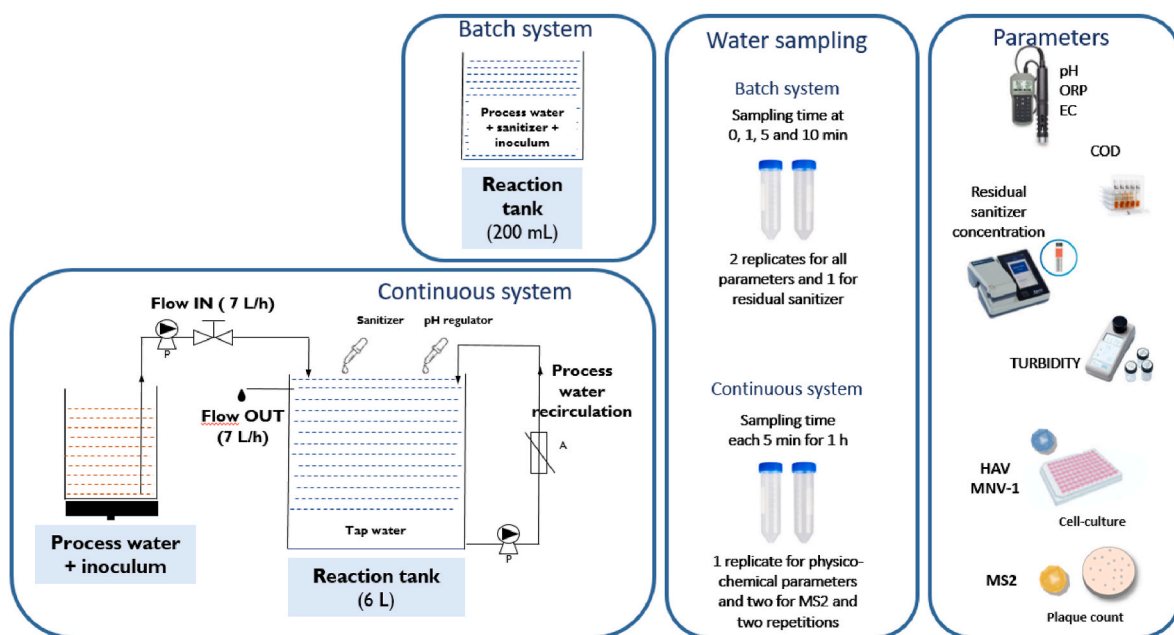 Batch system
Process water
+ sanitizer +
inoculum
Reaction
tank
(200 mL)
Continuous system
Flow IN ( 7 L/h)
P
Sanitizer
pH regulator
Process
water
recirculation
Flow OUT
(7 L/h)
A
Tap water
P
Process water
+ inoculum
Reaction tank
(6 L)
Water sampling
Batch system
Sampling time at
0, 1, 5 and 10 min
2 replicates for all
parameters and 1 for
residual sanitizer
Continuous system
Sampling time
each 5 min for 1 h
1 replicate for physico-
chemical parameters
and two for MS2 and
two repetitions
Parameters
pH
ORP
EC
COD
Residual
sanitizer
concentration
TURBIDITY
HAV
MNV-1
Cell-culture
MS2
Plaque count